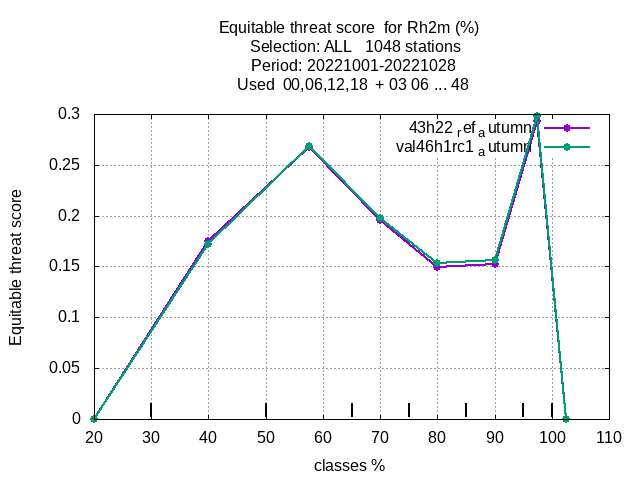 Equitable threat score  for Rh2m (%)
Selection: ALL   1048 stations
Period: 20221001-20221028
Used  00,06,12,18  + 03 06 ... 48
43h22 ref a utumn
val46h1rc1 a utumn
Equitable threat score
0.3
0.25
0.2
0.15
0.1
0.05
0
20 30 40 50 60 70 80 90 100 110
classes %